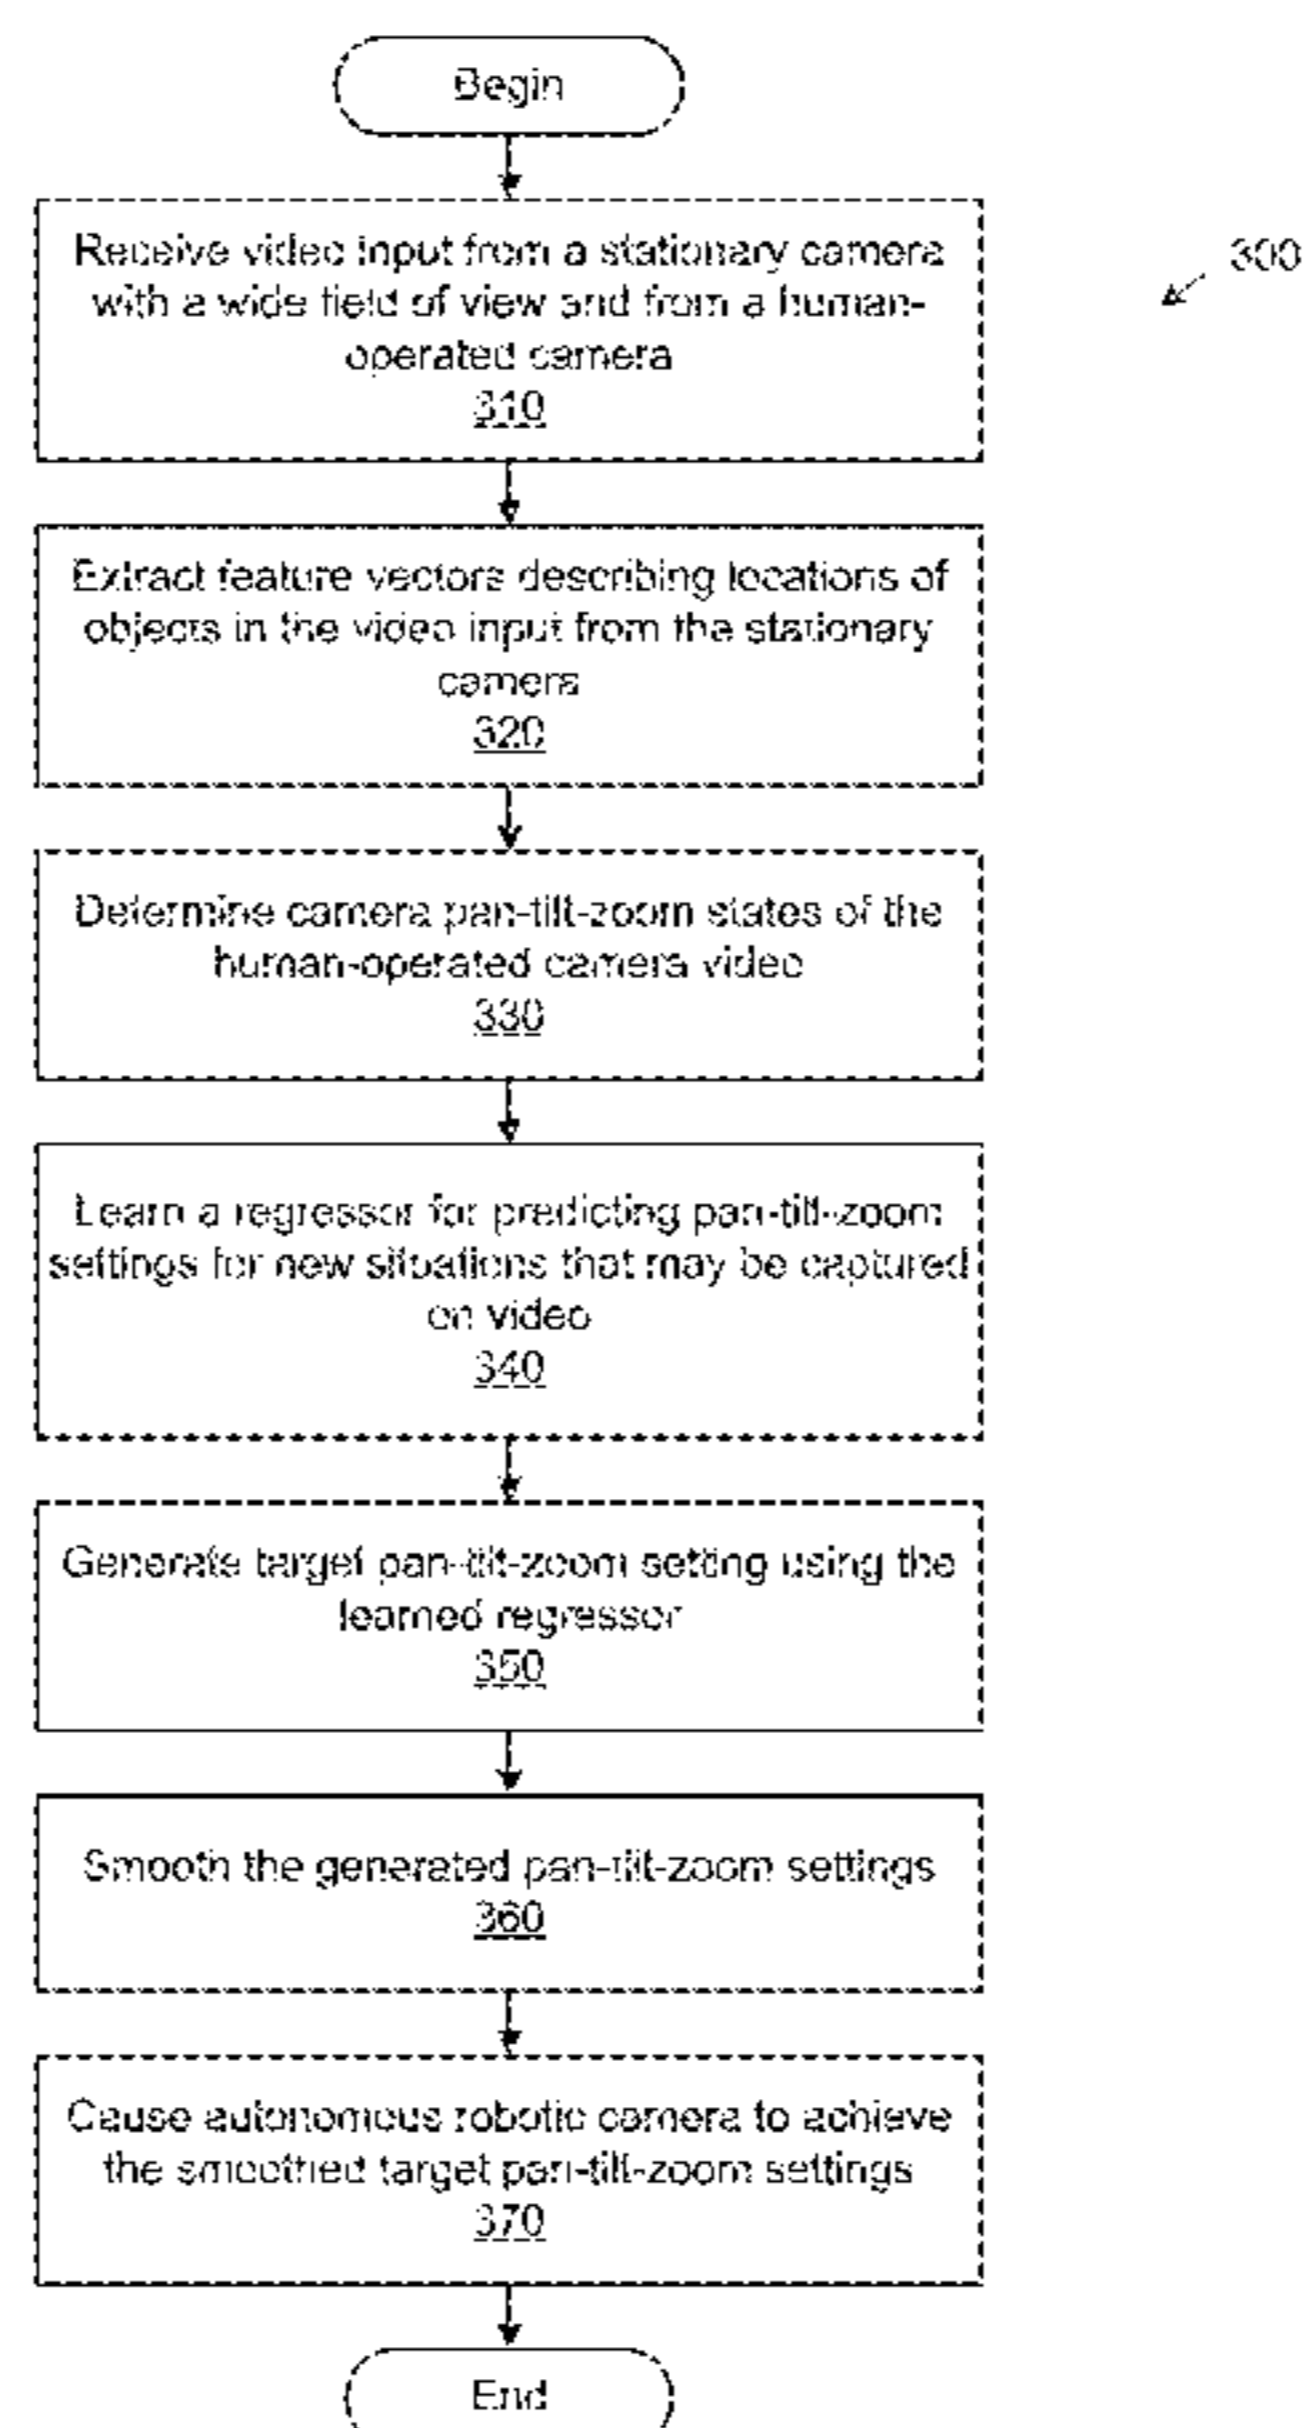 Begin
300
Receive video input from a stationary camera
with a wide field of view and from a human-
operated camera
310
Extract feature vectors describing locations of
objects in the video input from the stationary
camera
320
Determine camera pan-tilt-zoom states of the
human-operated camera video
330
Learn a regressor for predicting pan-tilt-zoom
settings for new situations that may be captured
on video
340
Generate target pan-tilt-zoom setting using the
learned regressor
350
Smooth the generated pan-tilt-zoom settings
360
Cause autonomous robotic camera to achieve
the smoothed target pan-tilt-zoom settings
370
End